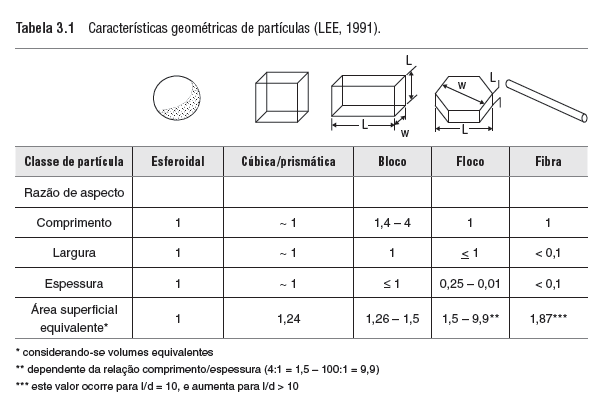 Tabela 3.1 Características geométricas de partículas (LEE, 1991).
L
L
W
W
L
L
Classe de partícula Esferoidal Cúbica/prismática Bloco Floco Fibra
Razão de aspecto
Comprimento 1 ~ 1 1,4 – 4 1 1
Largura 1 ~ 1 1 ≤ 1 < 0,1
Espessura 1 ~ 1 ≤ 1 0,25 – 0,01 < 0,1
Área superficial
equivalente* 1 1,24 1,26 – 1,5 1,5 – 9,9** 1,87***
* considerando-se volumes equivalentes
** dependente da relação comprimento/espessura (4:1 = 1,5 – 100:1 = 9,9)
*** este valor ocorre para l/d = 10, e aumenta para l/d > 10